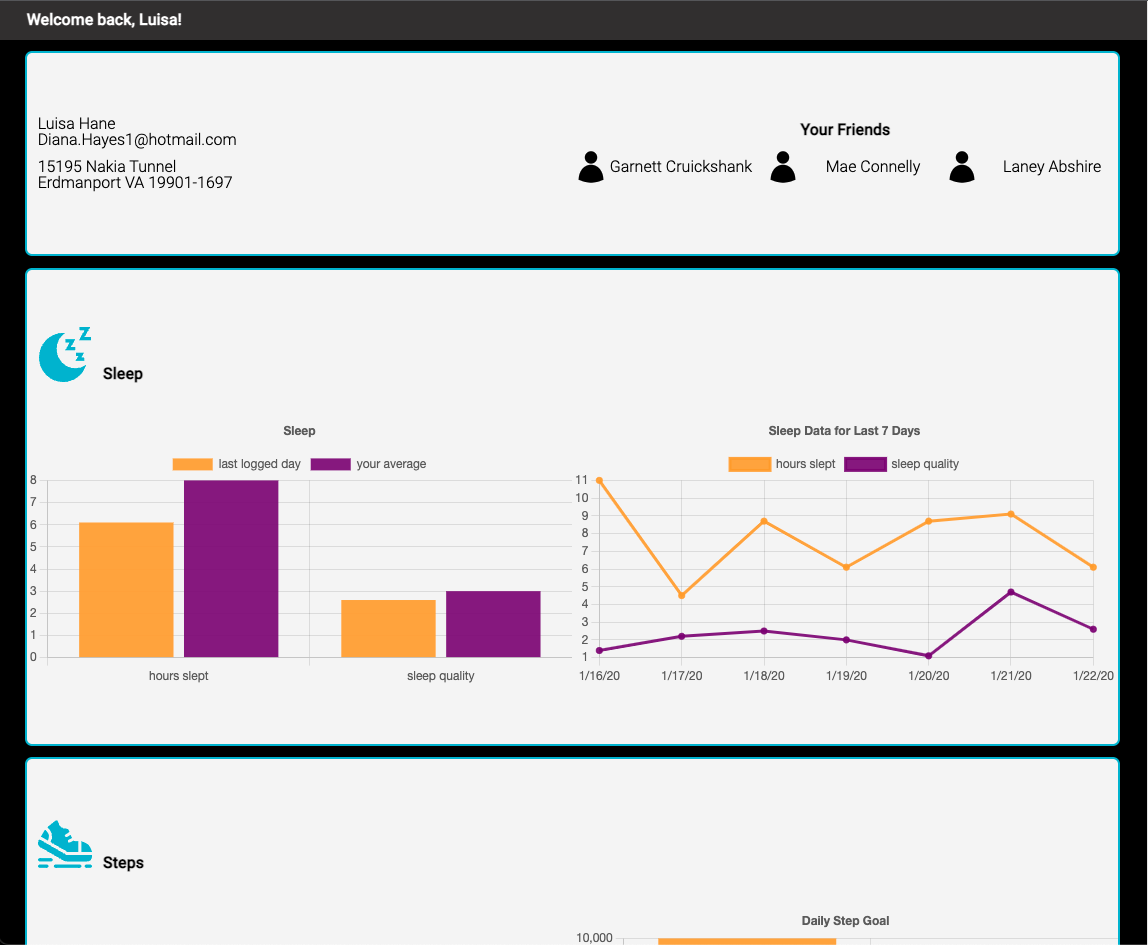 Welcome back, Luisa!
Luisa Hane
Diana.Hayes1@hotmail.com
15195 Nakia Tunnel
Erdmanport VA 19901-1697
Your Friends
Garnett Cruickshank
Mae Connelly
Laney Abshire
z z z
Sleep
Sleep
last logged day your average
8
7
6
5
4
3
2
1
0
hours slept sleep quality
Sleep Data for Last 7 Days
hours slept sleep quality
11
10
9
8
7
6
5
4
3
2
1
1/16/20 1/17/20 1/18/20 1/19/20 1/20/20 1/21/20 1/22/20
Steps
Daily Step Goal
10,000